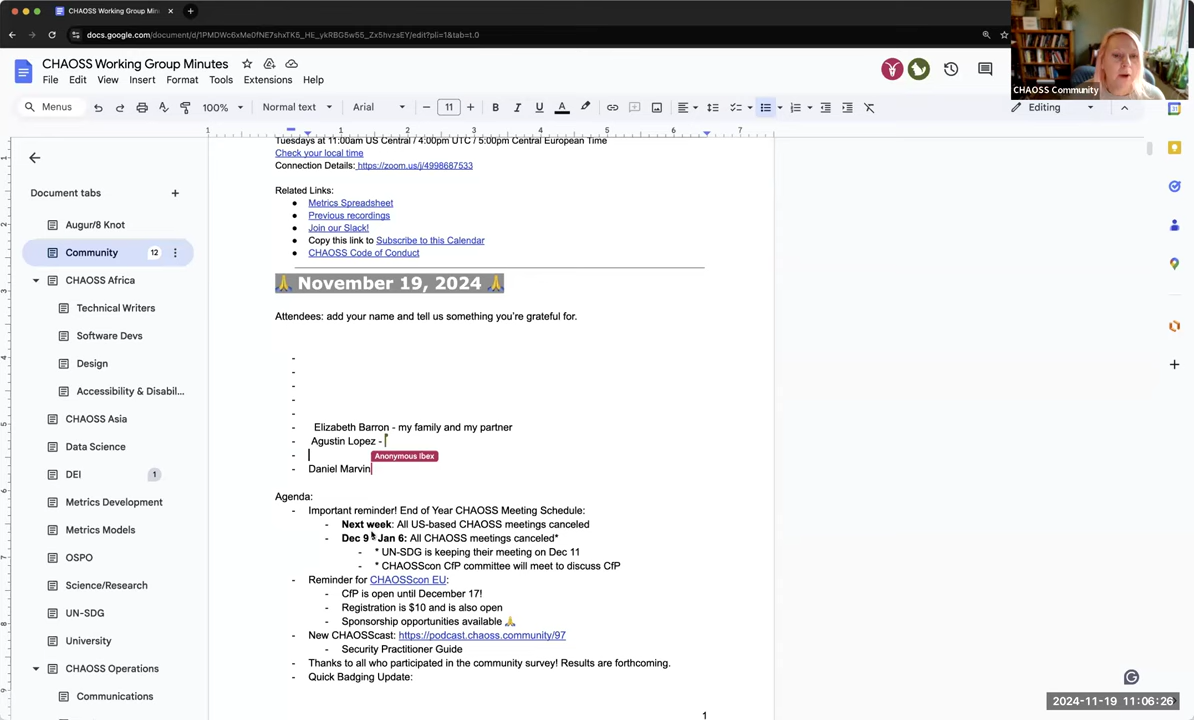 CHAOSS Working Group Minu
docs.google.com/document/d/1PMDWc6xMe0fNE7shxTK5_HE_ykRBG5w55_Zx5hvzsEY/edit?pli=1&tab=t.0
CHAOSS Community
CHAOSS Working Group Minutes
File Edit View Insert Format Tools Extensions Help
Menus 100% Normal text Arial 11 Editing
1 1 2 3 4 5 6 7
Document tabs
Augur/8 Knot
Community 12
CHAOSS Africa
Technical Writers
Software Devs
Design
Accessibility & Disabil...
CHAOSS Asia
Data Science
DEI 1
Metrics Development
Metrics Models
OSPO
Science/Research
UN-SDG
University
CHAOSS Operations
Communications
Tuesdays at 11:00am US Central / 4:00pm UTC / 5:00pm Central European Time
Check your local time
Connection Details: https://zoom.us/j/4998687533
Related Links:
● Metrics Spreadsheet
● Previous recordings
● Join our Slack!
● Copy this link to Subscribe to this Calendar
● CHAOSS Code of Conduct
🙏 November 19, 2024 🙏
Attendees: add your name and tell us something you're grateful for.
-
-
-
-
-
- Elizabeth Barron - my family and my partner
- Agustin Lopez -
-
Anonymous Ibex
- Daniel Marvin
Agenda:
- Important reminder! End of Year CHAOSS Meeting Schedule:
- Next week: All US-based CHAOSS meetings canceled
- Dec 9 - Jan 6: All CHAOSS meetings canceled*
- * UN-SDG is keeping their meeting on Dec 11
- * CHAOSScon CfP committee will meet to discuss CfP
- Reminder for CHAOSScon EU:
- CfP is open until December 17!
- Registration is $10 and is also open
- Sponsorship opportunities available 🙏
- New CHAOSScast: https://podcast.chaoss.community/97
- Security Practitioner Guide
- Thanks to all who participated in the community survey! Results are forthcoming.
- Quick Badging Update:
1
2024-11-19 11:06:26